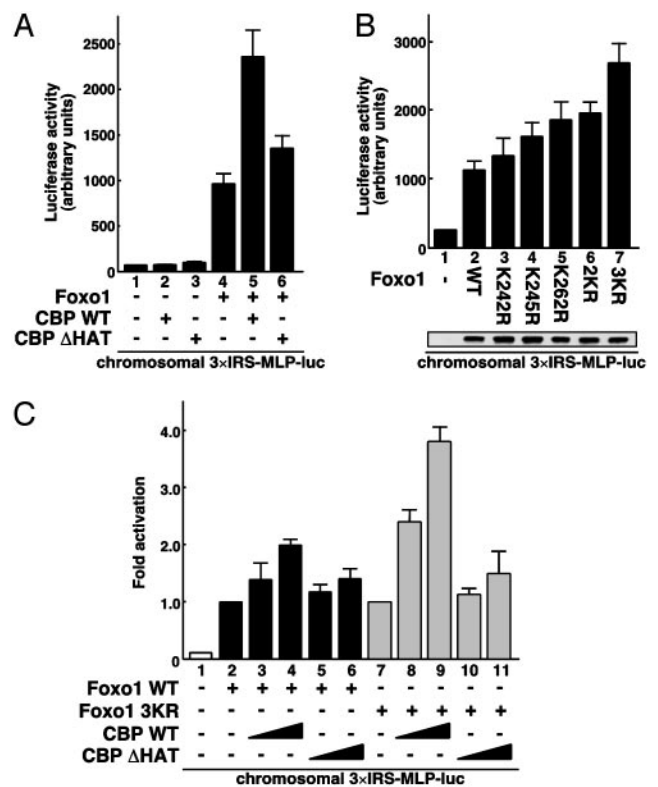 A
Luciferase activity
(arbitrary units)
2500
2000
1500
1000
500
0
1 2 3 4 5 6
Foxo1 - - - + + +
CBP WT - + - - + -
CBP ΔHAT - - + - - +
chromosomal 3×IRS-MLP-luc
B
Luciferase activity
(arbitrary units)
3000
2000
1000
0
1 2 3 4 5 6 7
Foxo1 - WT K242R K245R K262R 2KR 3KR
chromosomal 3×IRS-MLP-luc
C
Fold activation
4.0
3.0
2.0
1.0
0
1 2 3 4 5 6 7 8 9 10 11
Foxo1 WT - + + + + + - - - - -
Foxo1 3KR - - - - - - + + + + +
CBP WT - - - - - - -
CBP ΔHAT - - - - - - -
chromosomal 3×IRS-MLP-luc